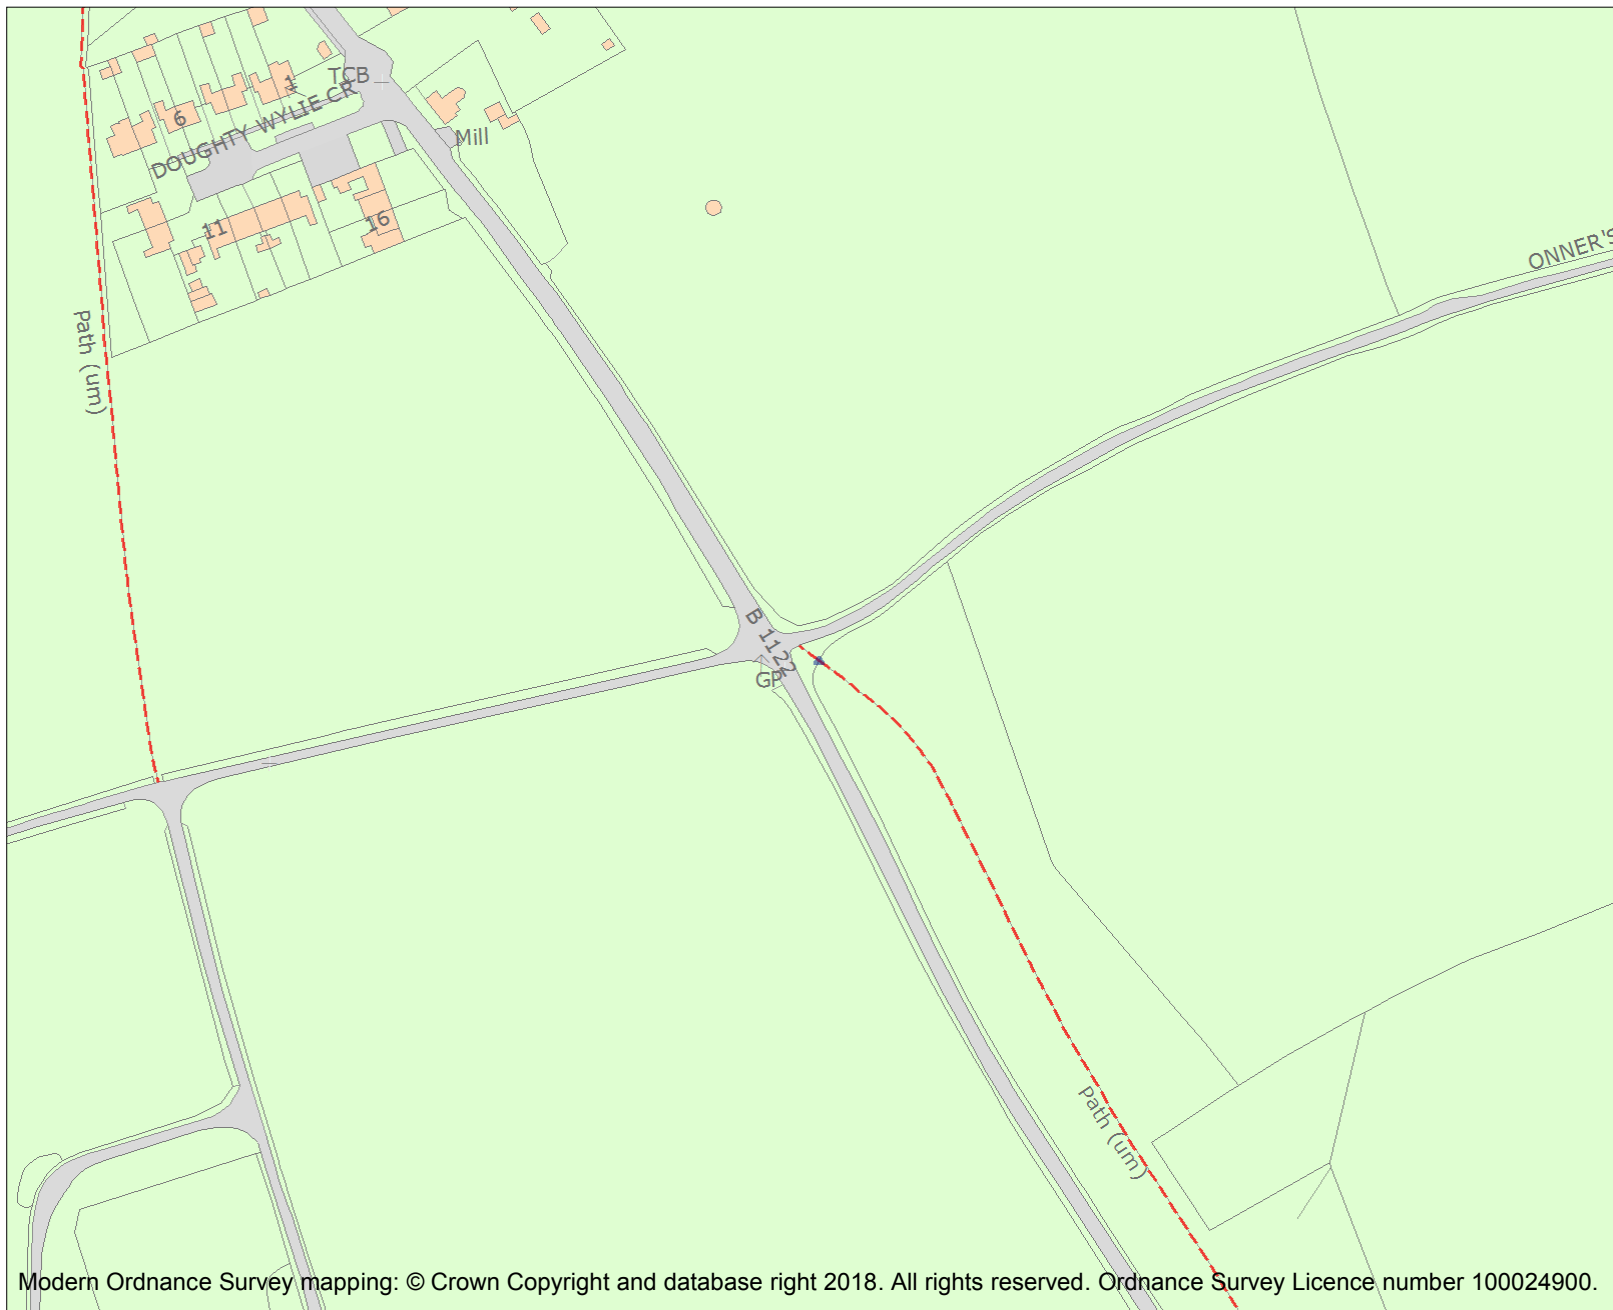 TCB
1
6
DOUGHTY WYLIE CR
Mill
11
16
ONNER'S
Path (um)
B 1122
GP
Path (um)
Modern Ordnance Survey mapping: © Crown Copyright and database right 2018. All rights reserved. Ordnance Survey Licence number 100024900.